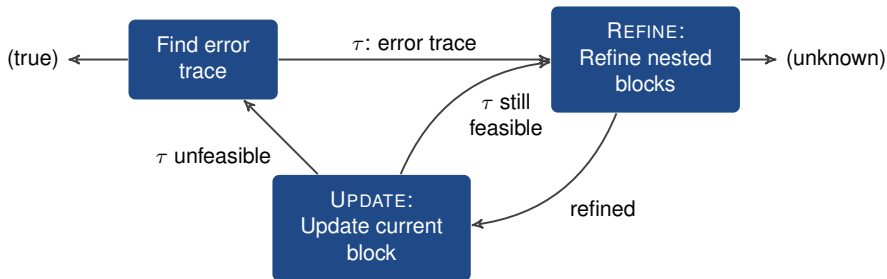 Find error
trace
(true)
τ: error trace
REFINE:
Refine nested
blocks
(unknown)
τ still
feasible
τ unfeasible
UPDATE:
Update current
block
refined